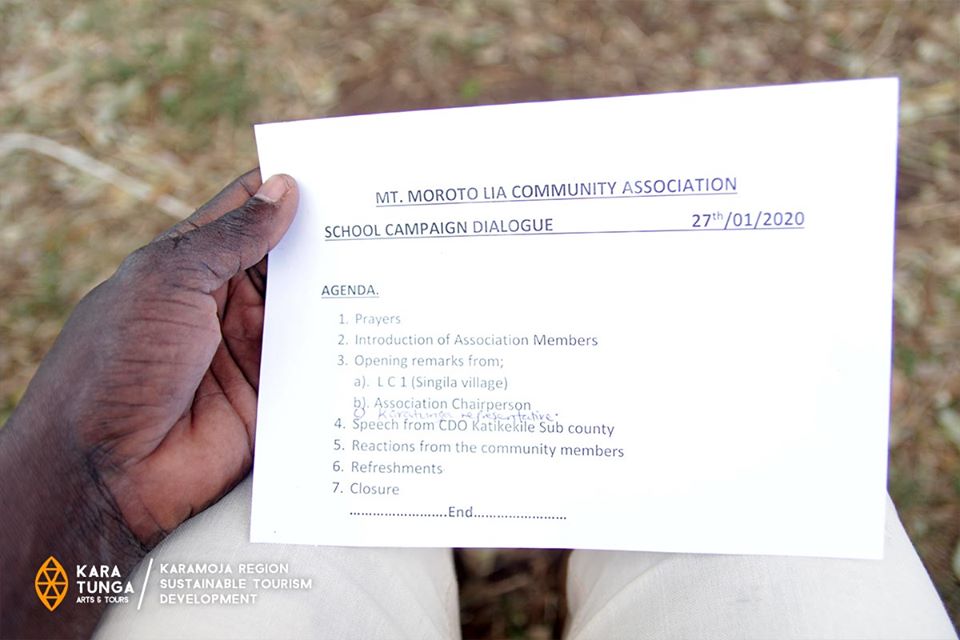 MT. MOROTO LIA COMMUNITY ASSOCIATION
SCHOOL CAMPAIGN DIALOGUE 27th/01/2020
AGENDA.
1. Prayers
2. Introduction of Association Members
3. Opening remarks from;
a). L C 1 (Singila village)
b). Association Chairperson
c) Karatunga representative.
4. Speech from CDO Katikekile Sub county
5. Reactions from the community members
6. Refreshments
7. Closure
........................End........................
KARA TUNGA
ARTS & TOURS
KARAMOJA REGION
SUSTAINABLE TOURISM
DEVELOPMENT